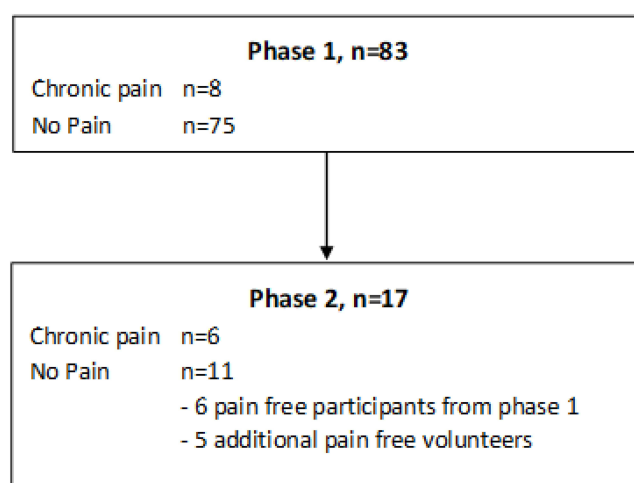 Phase 1, n=83
Chronic pain n=8
No Pain n=75
Phase 2, n=17
Chronic pain n=6
No Pain n=11
- 6 pain free participants from phase 1
- 5 additional pain free volunteers